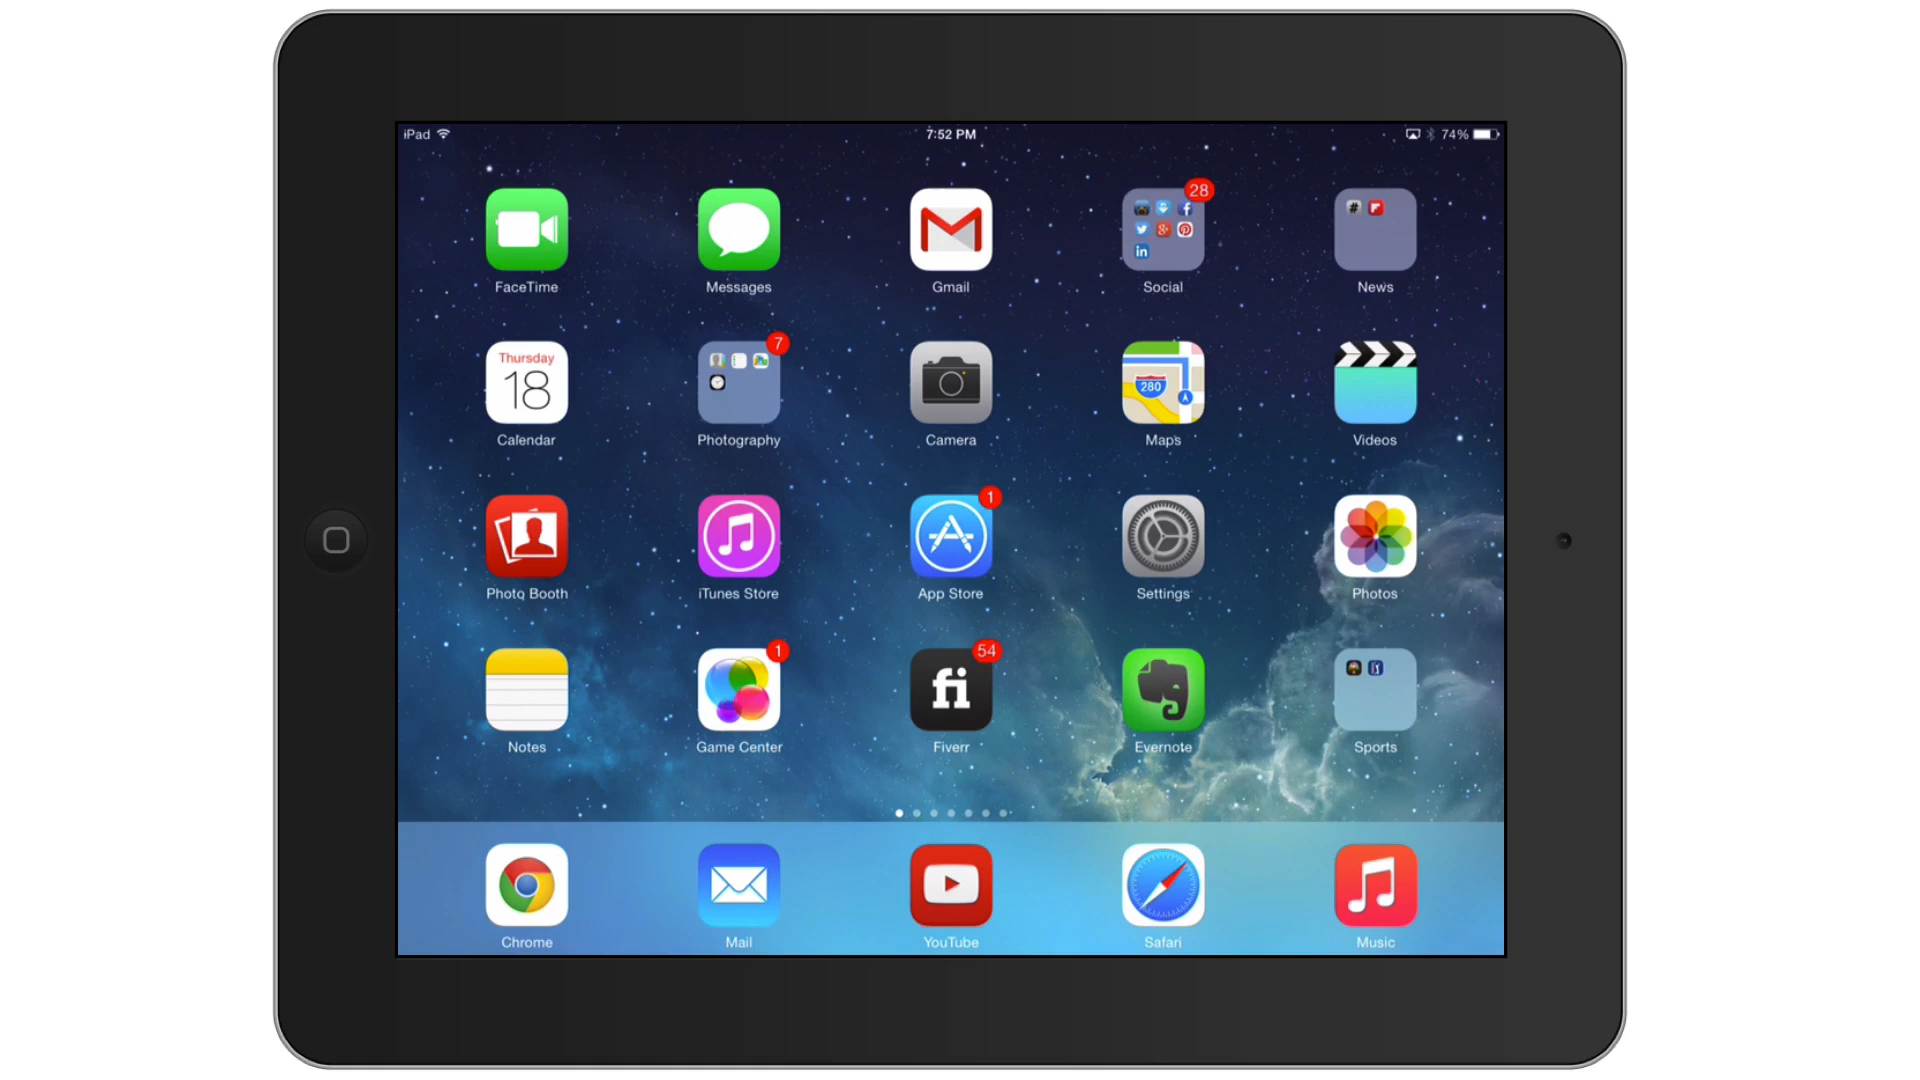 iPad 7:52 PM 74%
28
FaceTime Messages Gmail Social News
7
Thursday
18
280
Calendar Photography Camera Maps Videos
1
Photo Booth iTunes Store App Store Settings Photos
1 54
fi
Notes Game Center Fiverr Evernote Sports
Chrome Mail YouTube Safari Music